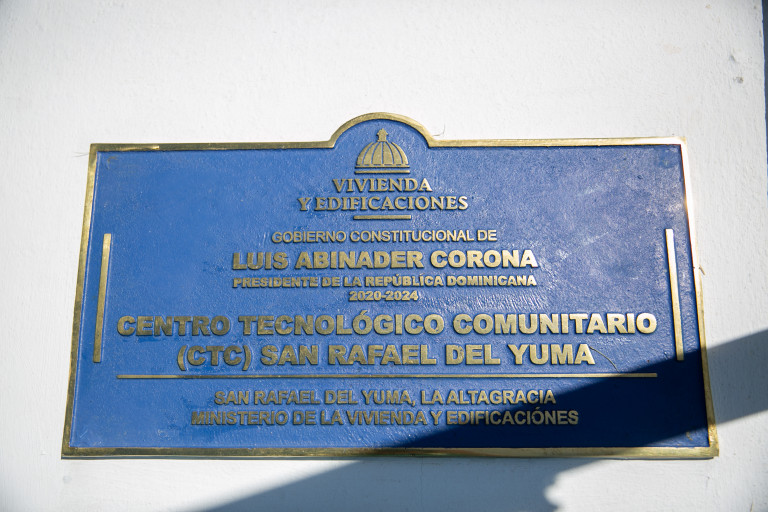 VIVIENDA
Y EDIFICACIONES
GOBIERNO CONSTITUCIONAL DE
LUIS ABINADER CORONA
PRESIDENTE DE LA REPÚBLICA DOMINICANA
2020-2024
CENTRO TECNOLÓGICO COMUNITARIO
(CTC) SAN RAFAEL DEL YUMA
SAN RAFAEL DEL YUMA, LA ALTAGRACIA
MINISTERIO DE LA VIVIENDA Y EDIFICACIÓNES